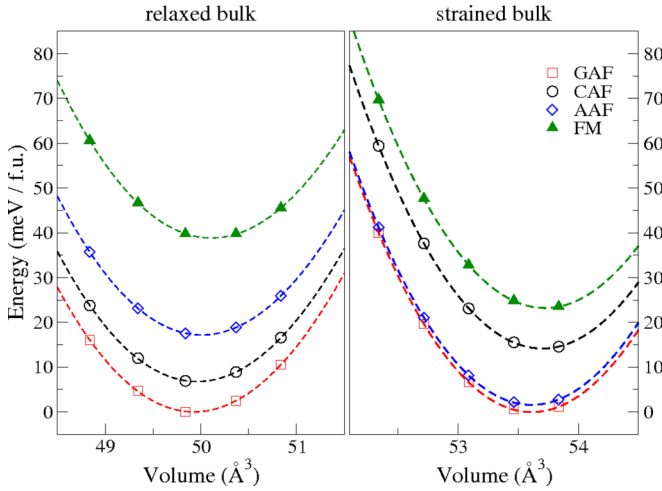 relaxed bulk
strained bulk
80
70
60
50
40
30
20
10
0
Energy (meV / f.u.)
49
50
51
Volume (Å³)
GAF
CAF
AAF
FM
80
70
60
50
40
30
20
10
0
53
54
Volume (Å³)